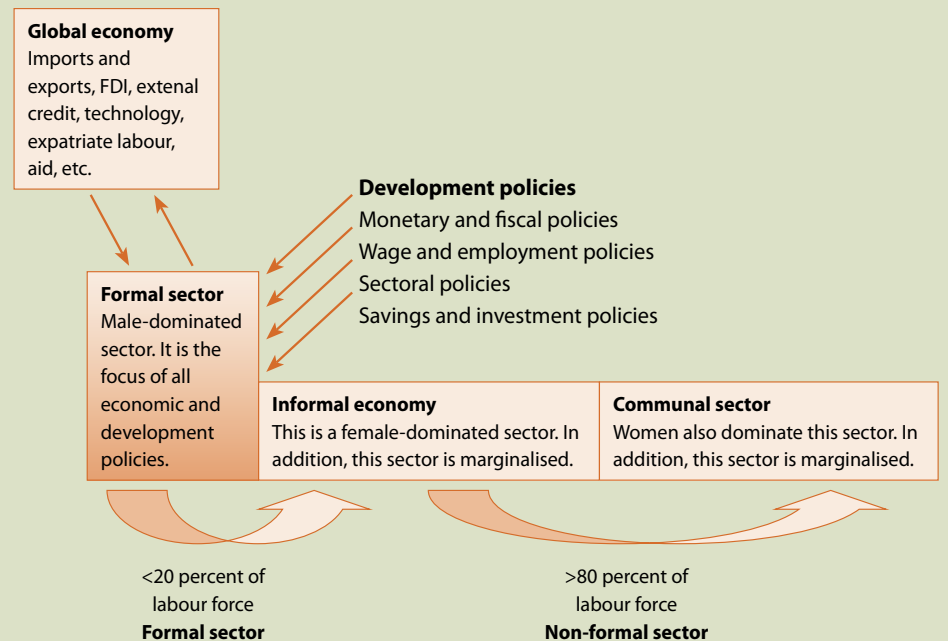 Global economy
Imports and
exports, FDI, extenal
credit, technology,
expatriate labour,
aid, etc.
Development policies
Monetary and fiscal policies
Wage and employment policies
Sectoral policies
Savings and investment policies
Formal sector
Male-dominated
sector. It is the
focus of all
economic and
development
policies.
Informal economy
This is a female-dominated sector. In
addition, this sector is marginalised.
Communal sector
Women also dominate this sector. In
addition, this sector is marginalised.
<20 percent of
labour force
Formal sector
>80 percent of
labour force
Non-formal sector